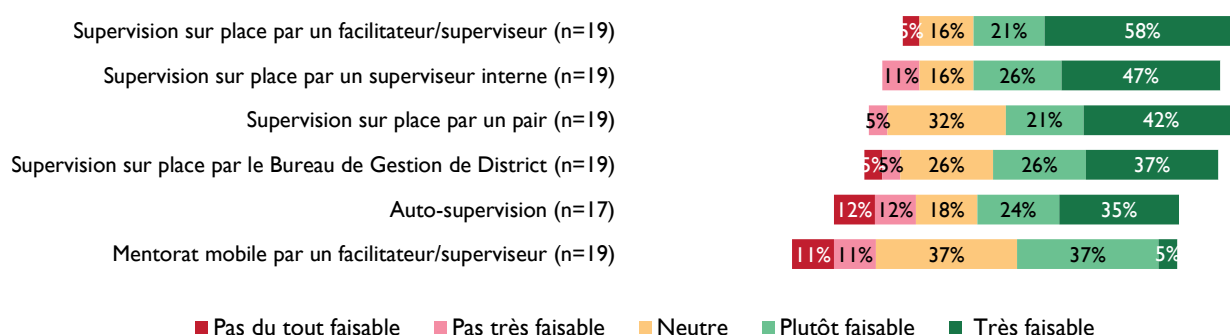 Supervision sur place par un facilitateur/superviseur (n=19) 5% 16% 21% 58%
Supervision sur place par un superviseur interne (n=19) 11% 16% 26% 47%
Supervision sur place par un pair (n=19) 5% 32% 21% 42%
Supervision sur place par le Bureau de Gestion de District (n=19) 5% 5% 26% 26% 37%
Auto-supervision (n=17) 12% 12% 18% 24% 35%
Mentorat mobile par un facilitateur/superviseur (n=19) 11% 11% 37% 37% 5%
Pas du tout faisable Pas très faisable Neutre Plutôt faisable Très faisable